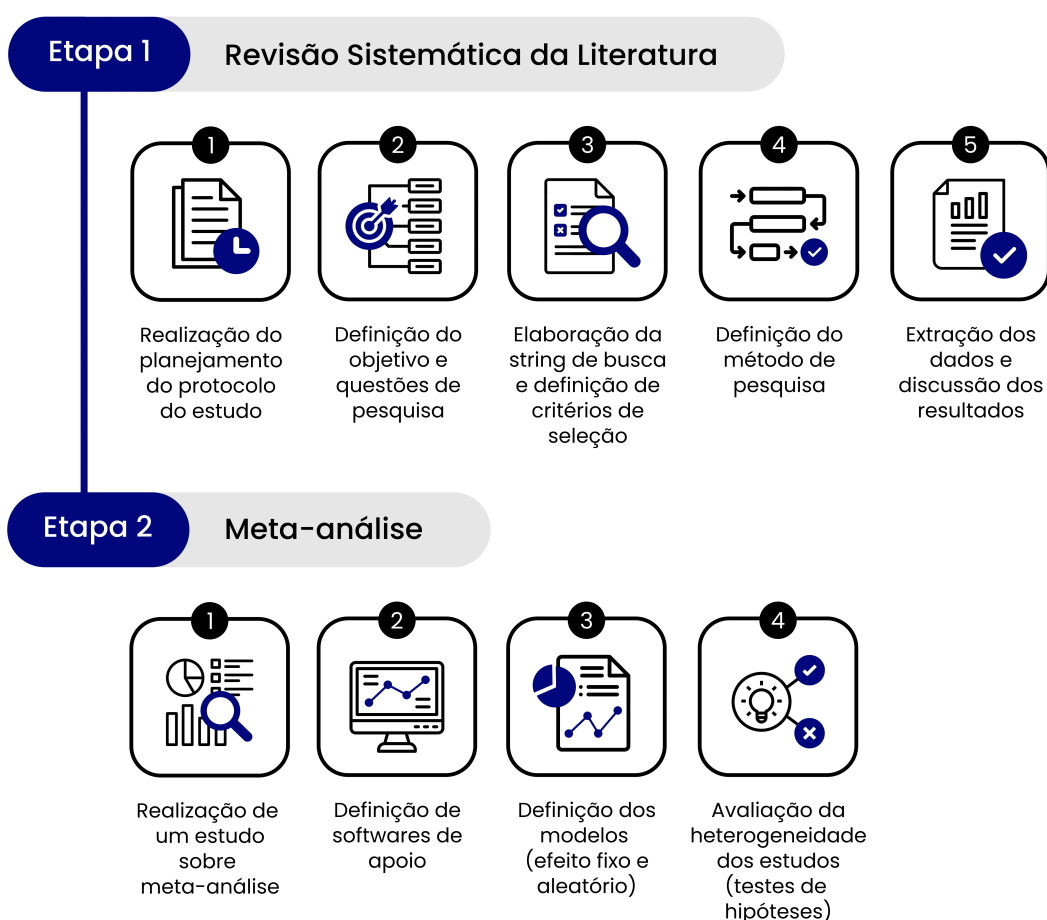 Etapa 1
Revisão Sistemática da Literatura
1
2
3
4
5
Realização do
planejamento
do protocolo
do estudo
Definição do
objetivo e
questões de
pesquisa
Elaboração da
string de busca
e definição de
critérios de
seleção
Definição do
método de
pesquisa
Extração dos
dados e
discussão dos
resultados
Etapa 2
Meta-análise
1
2
3
4
Realização de
um estudo
sobre
meta-análise
Definição de
softwares de
apoio
Definição dos
modelos
(efeito fixo e
aleatório)
Avaliação da
heterogeneidade
dos estudos
(testes de
hipóteses)